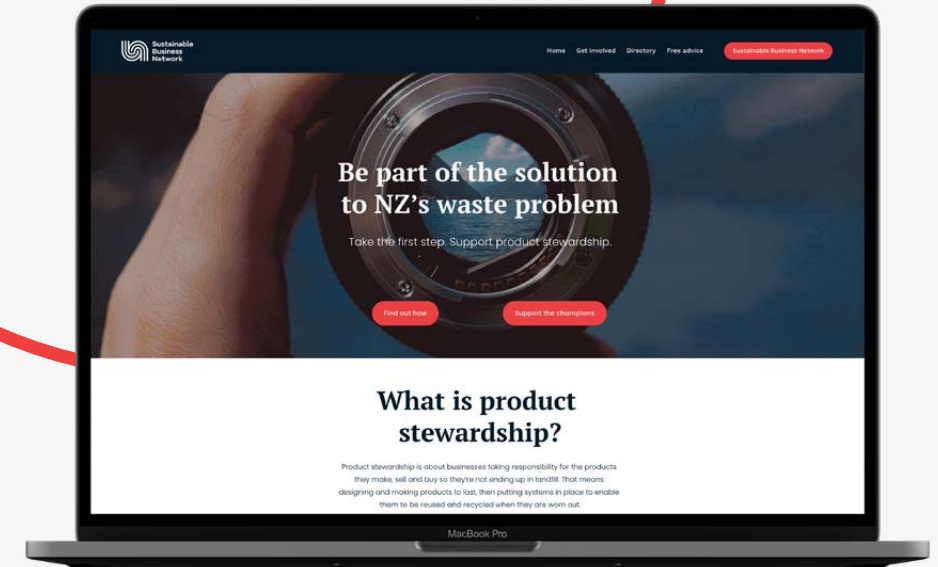 Sustainable
Business
Network
Home Get involved Directory Free advice Sustainable Business Network
Be part of the solution
to NZ's waste problem
Take the first step. Support product stewardship.
Find out how Support the champions
What is product
stewardship?
Product stewardship is about businesses taking responsibility for the products
they make, sell and buy so they're not ending up in landfill. That means
designing and making products to last, then putting systems in place to enable
them to be reused and recycled when they are worn out.
MacBook Pro